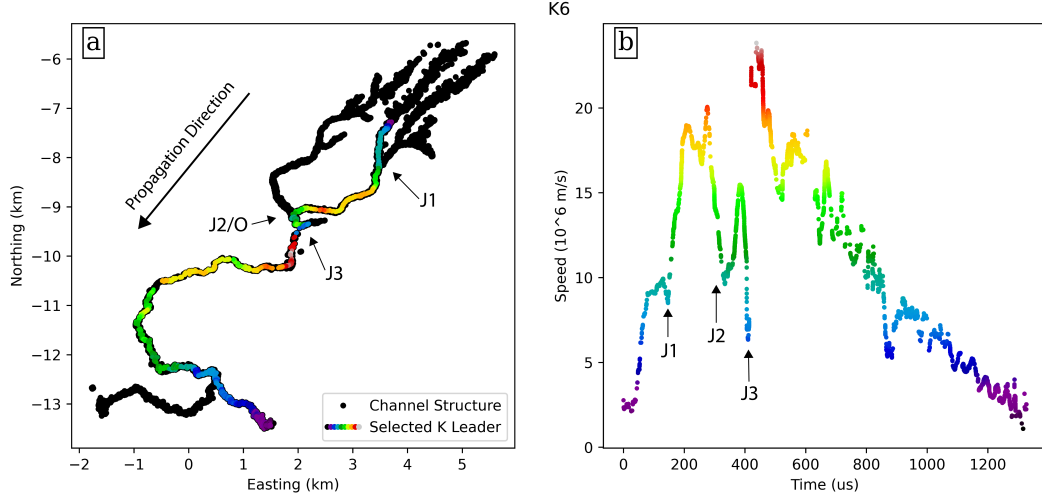 K6
a
−6
−7
−8
−9
−10
−11
−12
−13
Northing (km)
Propagation Direction
J1
J2/O
J3
Channel Structure
Selected K Leader
−2
−1
0
1
2
3
4
5
Easting (km)
b
20
15
10
5
0
Speed (10^6 m/s)
J1
J2
J3
0
200
400
600
800
1000
1200
Time (us)